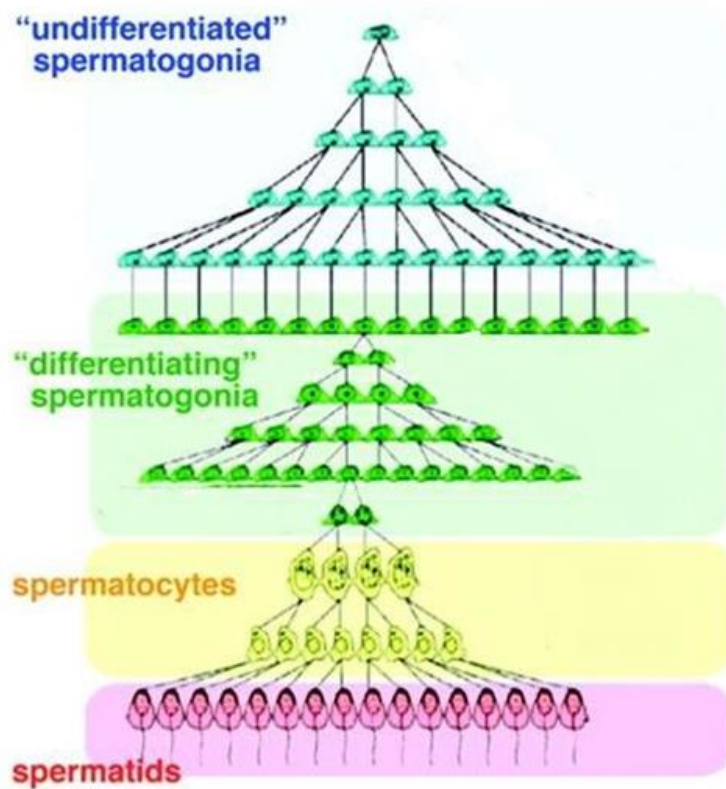 “undifferentiated”
spermatogonia
“differentiating”
spermatogonia
spermatocytes
spermatids